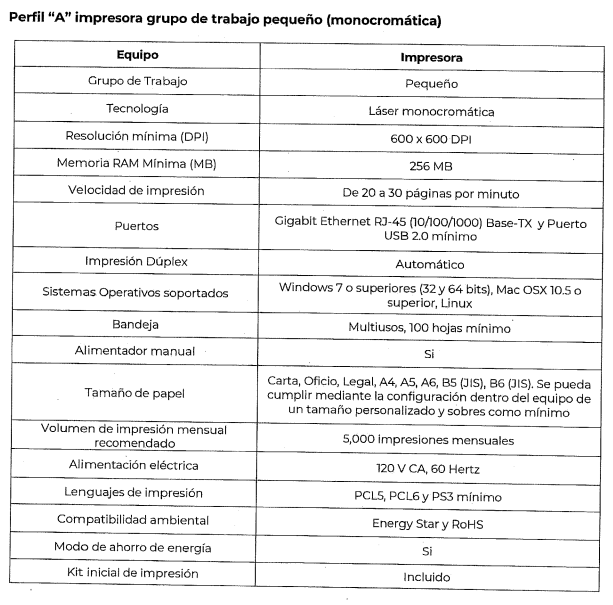 Perfil “A” impresora grupo de trabajo pequeño (monocromática)
Equipo
Impresora
Grupo de Trabajo
Pequeño
Tecnología
Láser monocromática
Resolución mínima (DPI)
600 x 600 DPI
Memoria RAM Mínima (MB)
256 MB
Velocidad de impresión
De 20 a 30 páginas por minuto
Puertos
Gigabit Ethernet RJ-45 (10/100/1000) Base-TX y Puerto
USB 2.0 mínimo
Impresión Dúplex
Automático
Sistemas Operativos soportados
Windows 7 o superiores (32 y 64 bits), Mac OSX 10.5 o
superior, Linux
Bandeja
Multiusos, 100 hojas mínimo
Alimentador manual
Si
Tamaño de papel
Carta, Oficio, Legal, A4, A5, A6, B5 (JIS), B6 (JIS). Se pueda
cumplir mediante la configuración dentro del equipo de
un tamaño personalizado y sobres como mínimo
Volumen de impresión mensual
recomendado
5,000 impresiones mensuales
Alimentación eléctrica
120 V CA, 60 Hertz
Lenguajes de impresión
PCL5, PCL6 y PS3 mínimo
Compatibilidad ambiental
Energy Star y RoHS
Modo de ahorro de energía
Si
Kit inicial de impresión
Incluido